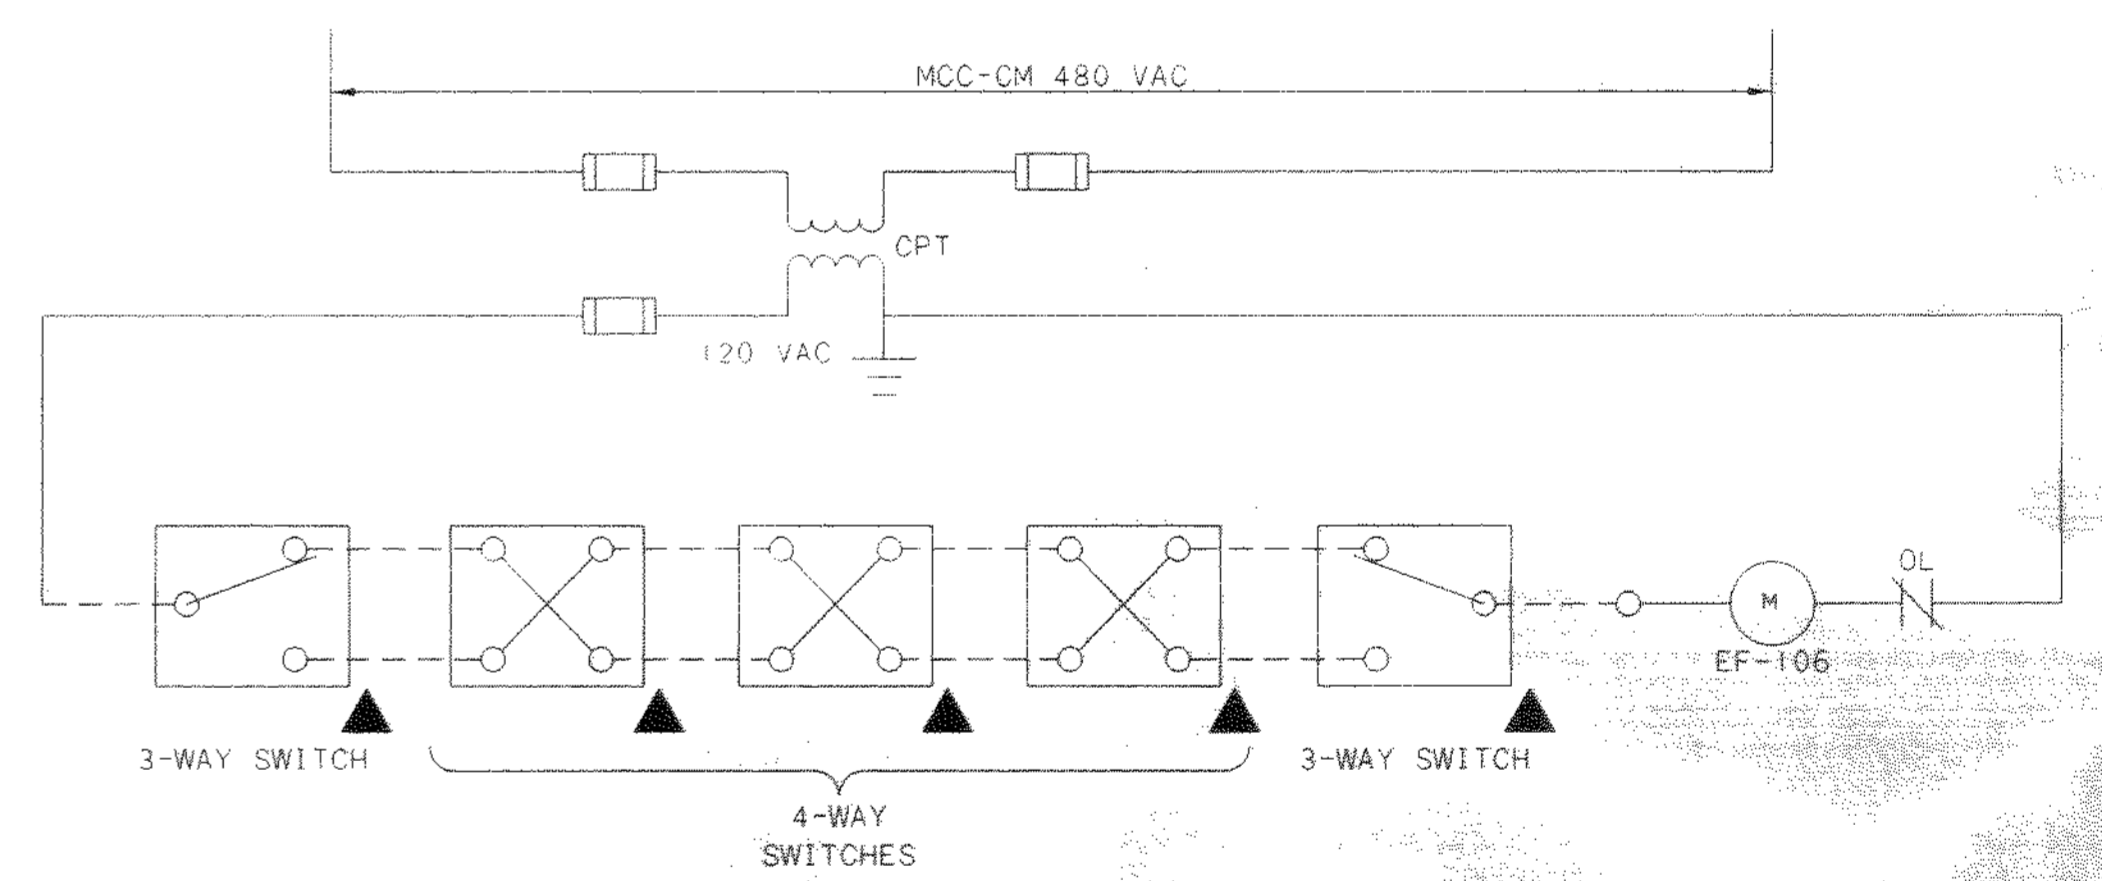 MCC-CM 480 VAC
CPT
120 VAC
OL
M
EF-106
3-WAY SWITCH
3-WAY SWITCH
4-WAY
SWITCHES